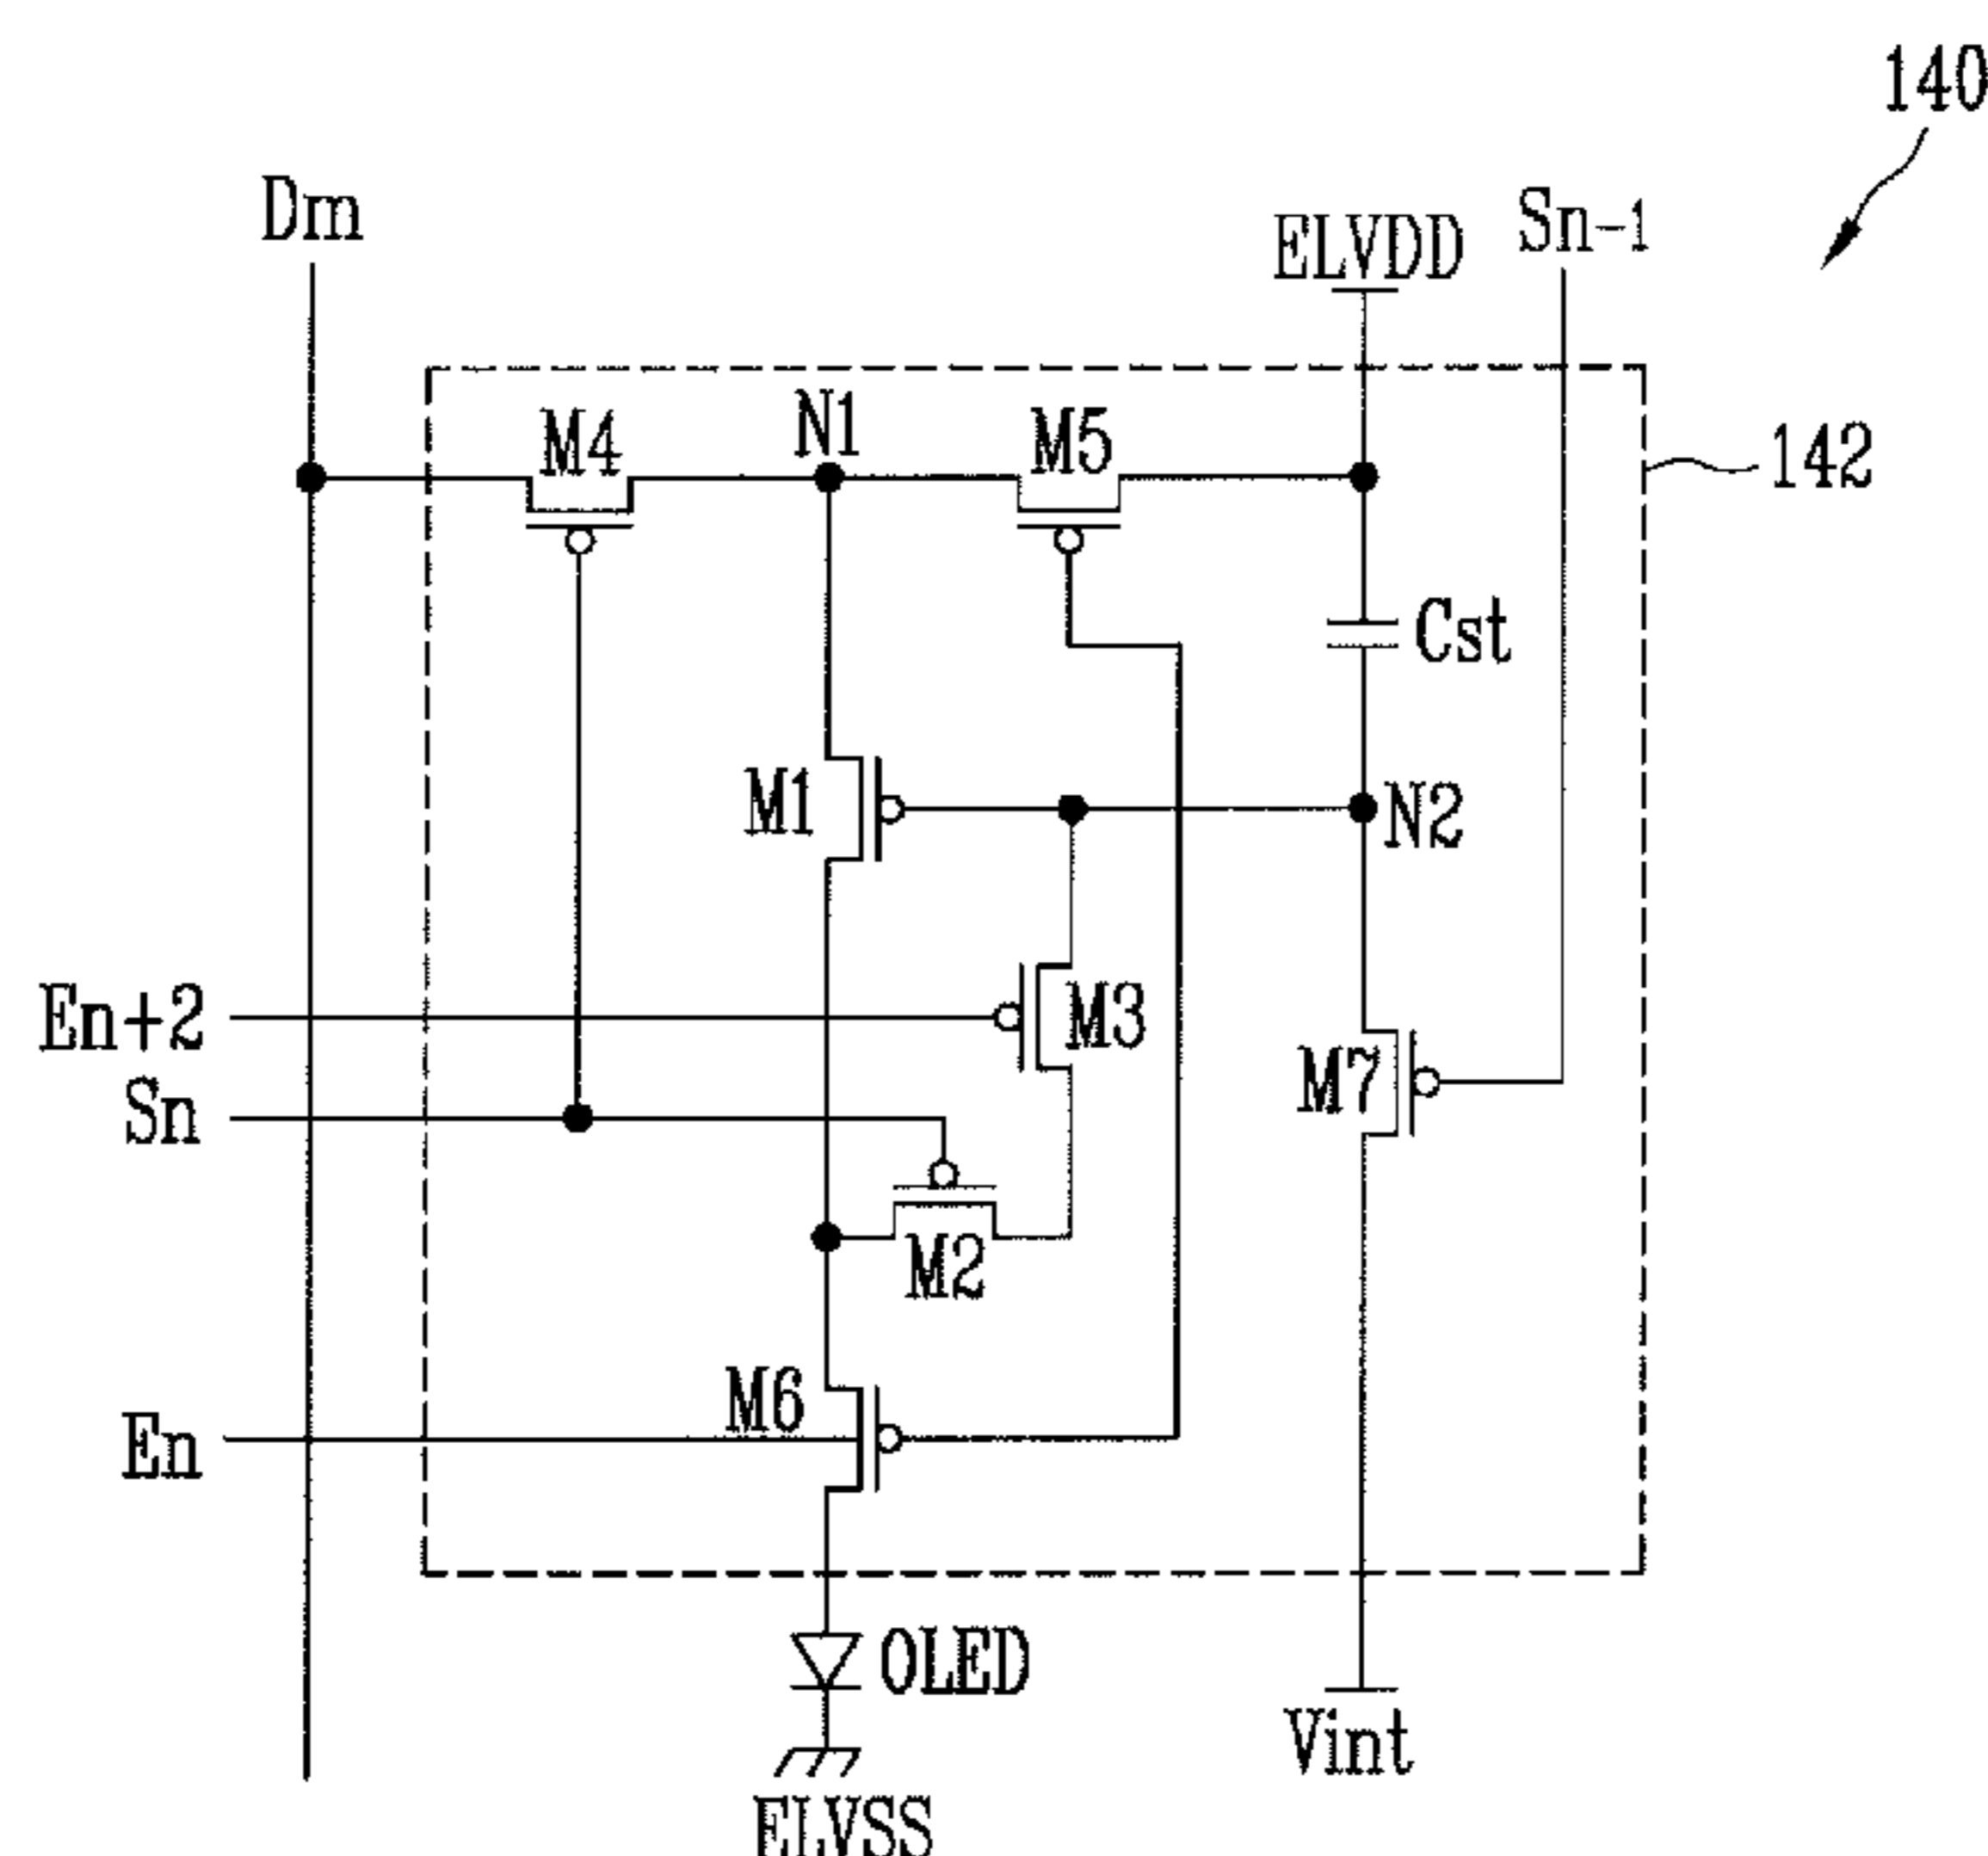 140
Dm
ELVDD
Sn-1
M4
N1
M5
142
Cst
M1
N2
En+2
M3
M7
Sn
M2
M6
En
OLED
Vint
ELVSS